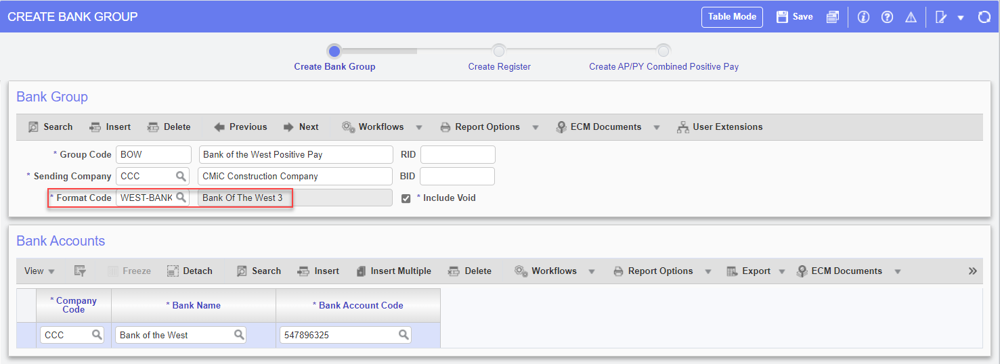 CREATE BANK GROUP Table Mode Save
Create Bank Group Create Register Create AP/PY Combined Positive Pay
Bank Group
Search Insert Delete Previous Next Workflows Report Options ECM Documents User Extensions
* Group Code BOW Bank of the West Positive Pay RID
* Sending Company CCC CMiC Construction Company BID
* Format Code WEST-BANK Bank Of The West 3 * Include Void
Bank Accounts
View Freeze Detach Search Insert Insert Multiple Delete Workflows Report Options Export ECM Documents
* Company Code * Bank Name * Bank Account Code
CCC Bank of the West 547896325